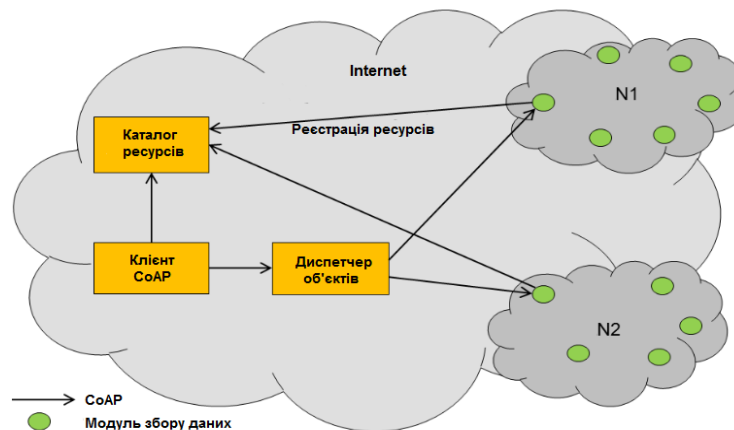 Internet
N1
Реєстрація ресурсів
Каталог
ресурсів
Клієнт
CoAP
Диспетчер
об'єктів
N2
CoAP
Модуль збору даних